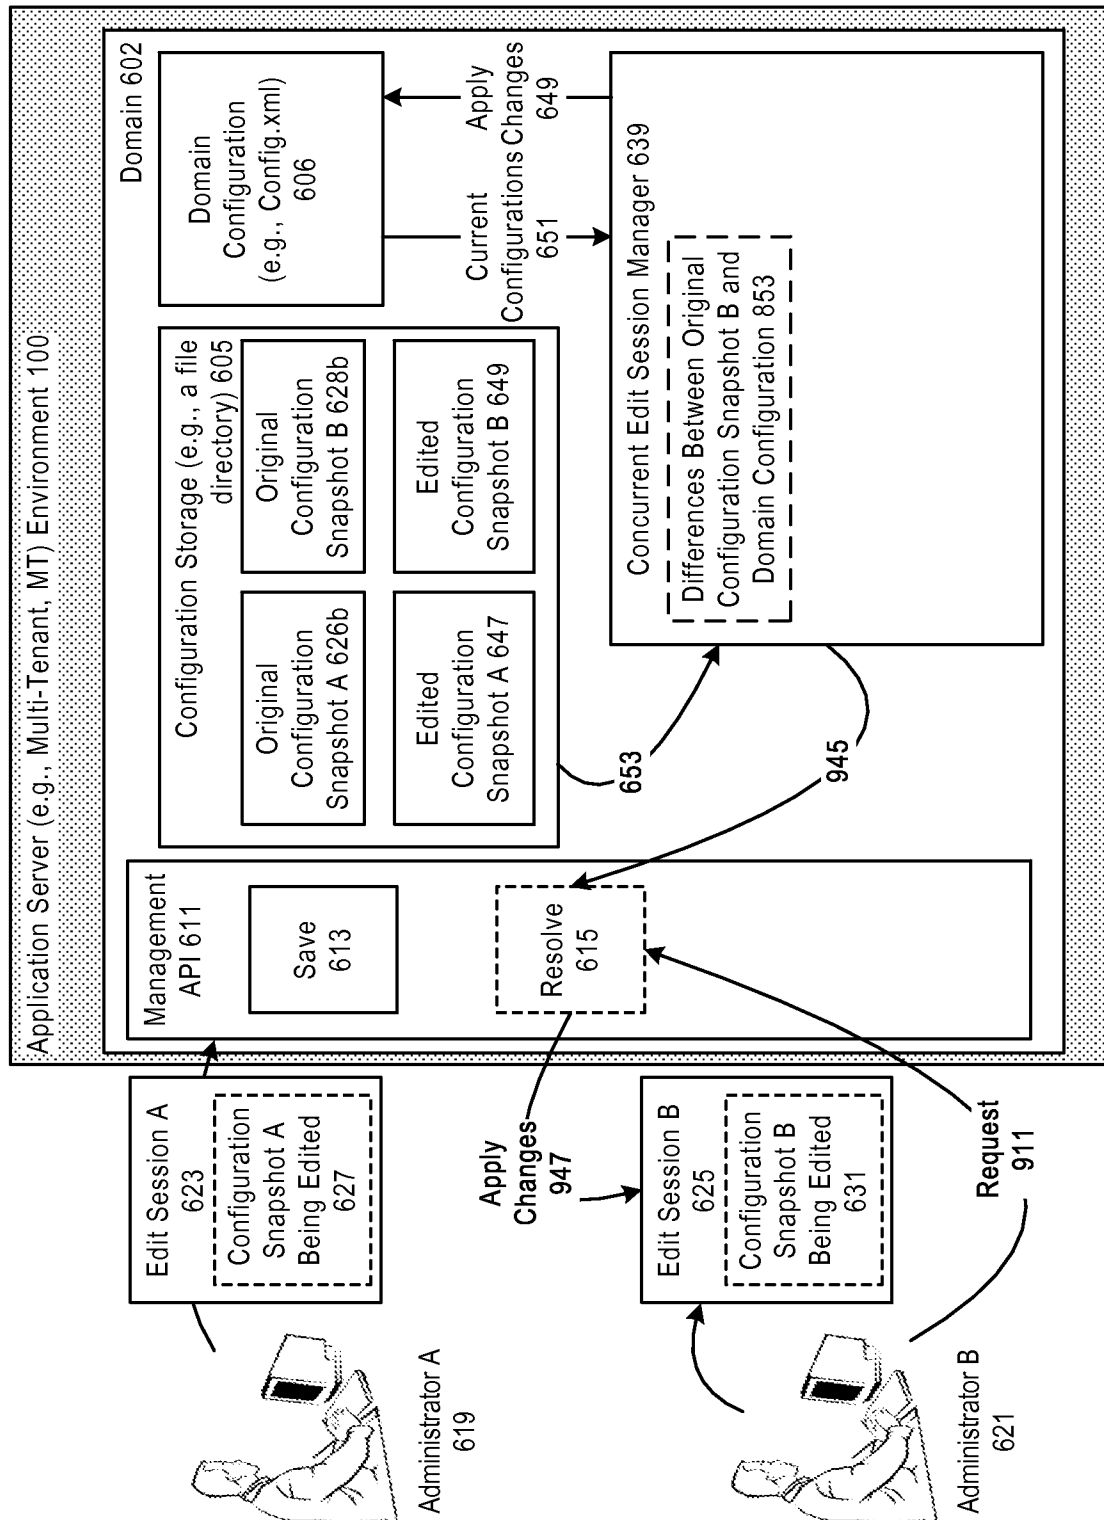 Application Server (e.g., Multi-Tenant, MT) Environment 100
Domain 602
Management
API 611
Save
613
Resolve
615
Configuration Storage (e.g., a file
directory) 605
Original
Configuration
Snapshot A 626b
Original
Configuration
Snapshot B 628b
Edited
Configuration
Snapshot A 647
Edited
Configuration
Snapshot B 649
Domain
Configuration
(e.g., Config.xml)
606
Current
Configurations
651
Apply
Changes
649
Concurrent Edit Session Manager 639
Differences Between Original
Configuration Snapshot B and
Domain Configuration 853
653
945
Edit Session A
623
Configuration
Snapshot A
Being Edited
627
Apply
Changes
947
Edit Session B
625
Configuration
Snapshot B
Being Edited
631
Request
911
Administrator A
619
Administrator B
621